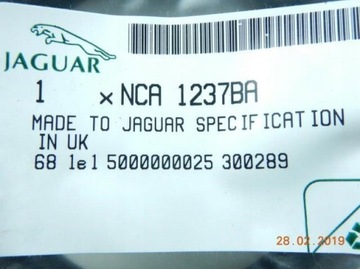 JAGUAR
1 x NCA 1237BA
MADE TO JAGUAR SPECIFICATION
IN UK
68 1e1 5000000025 300289
28.02.2019